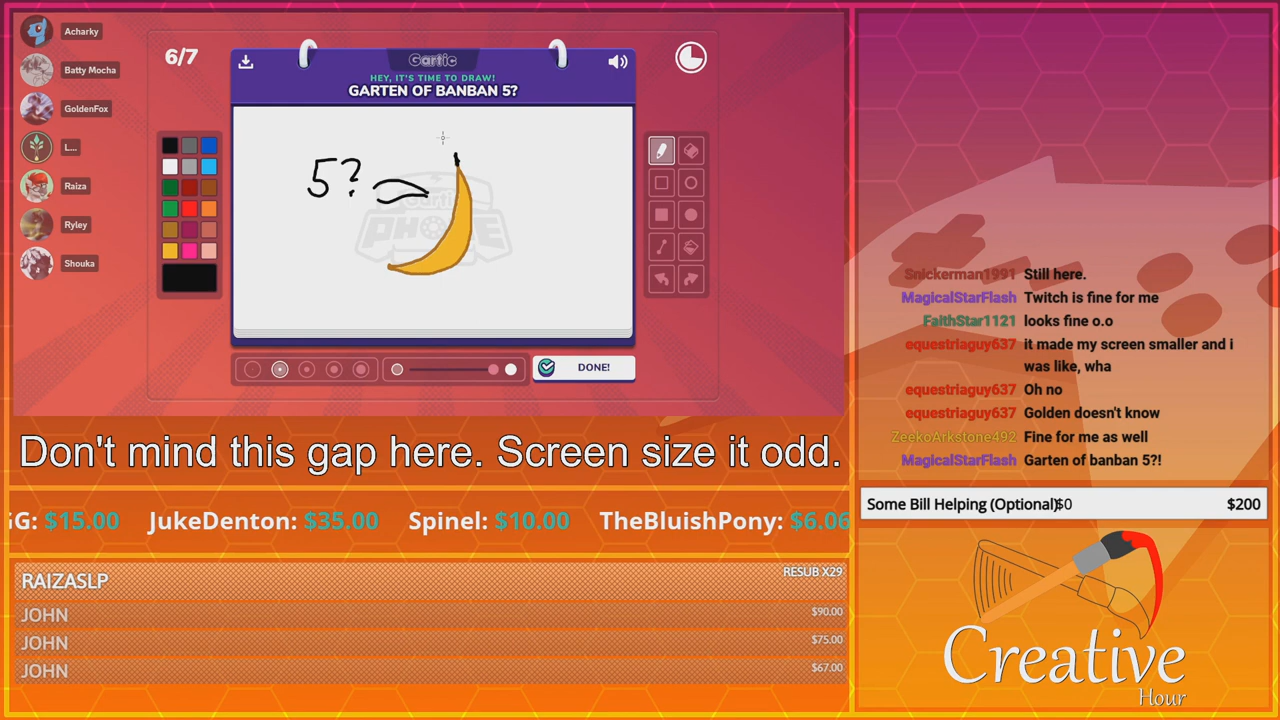 Acharky
Batty Mocha
GoldenFox
L...
Raiza
Ryley
Shouka
6/7
Gartic
HEY, IT'S TIME TO DRAW!
GARTEN OF BANBAN 5?
5?
Gartic
PHONE
DONE!
Don't mind this gap here. Screen size it odd.
GG: $15.00 JukeDenton: $35.00 Spinel: $10.00 TheBluishPony: $6.06
RAIZASLP RESUB X29
JOHN $90.00
JOHN $75.00
JOHN $67.00
Snickerman1991 Still here.
MagicalStarFlash Twitch is fine for me
FaithStar1121 looks fine o.o
equestriaguy637 it made my screen smaller and i
was like, wha
equestriaguy637 Oh no
equestriaguy637 Golden doesn't know
ZeekoArkstone492 Fine for me as well
MagicalStarFlash Garten of banban 5?!
Some Bill Helping (Optional) $0 $200
Creative
Hour